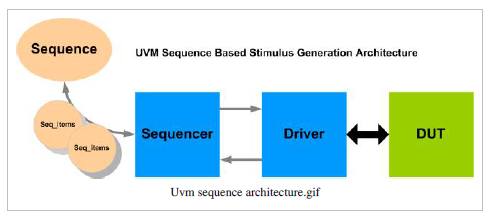 Sequence
UVM Sequence Based Stimulus Generation Architecture
Seq_items
Seq_items
Sequencer
Driver
DUT
Uvm sequence architecture.gif